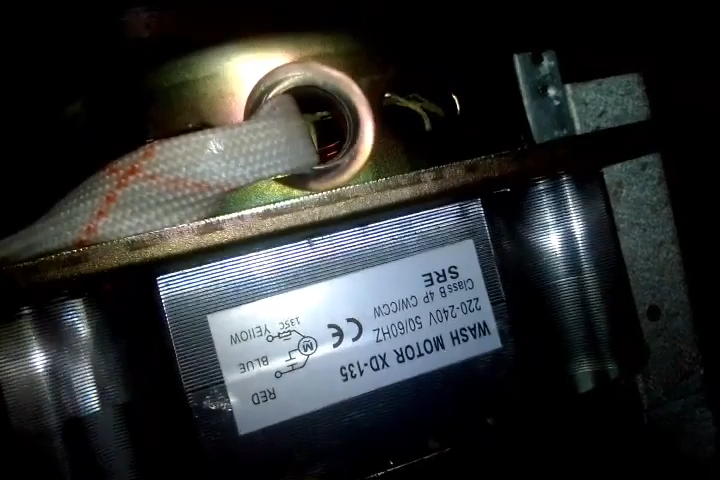 WASH MOTOR XD-135
220-240V 50/60HZ
Class B 4P CW/CCW
SRE
CE
RED
BLUE
YEllOW
M
135C